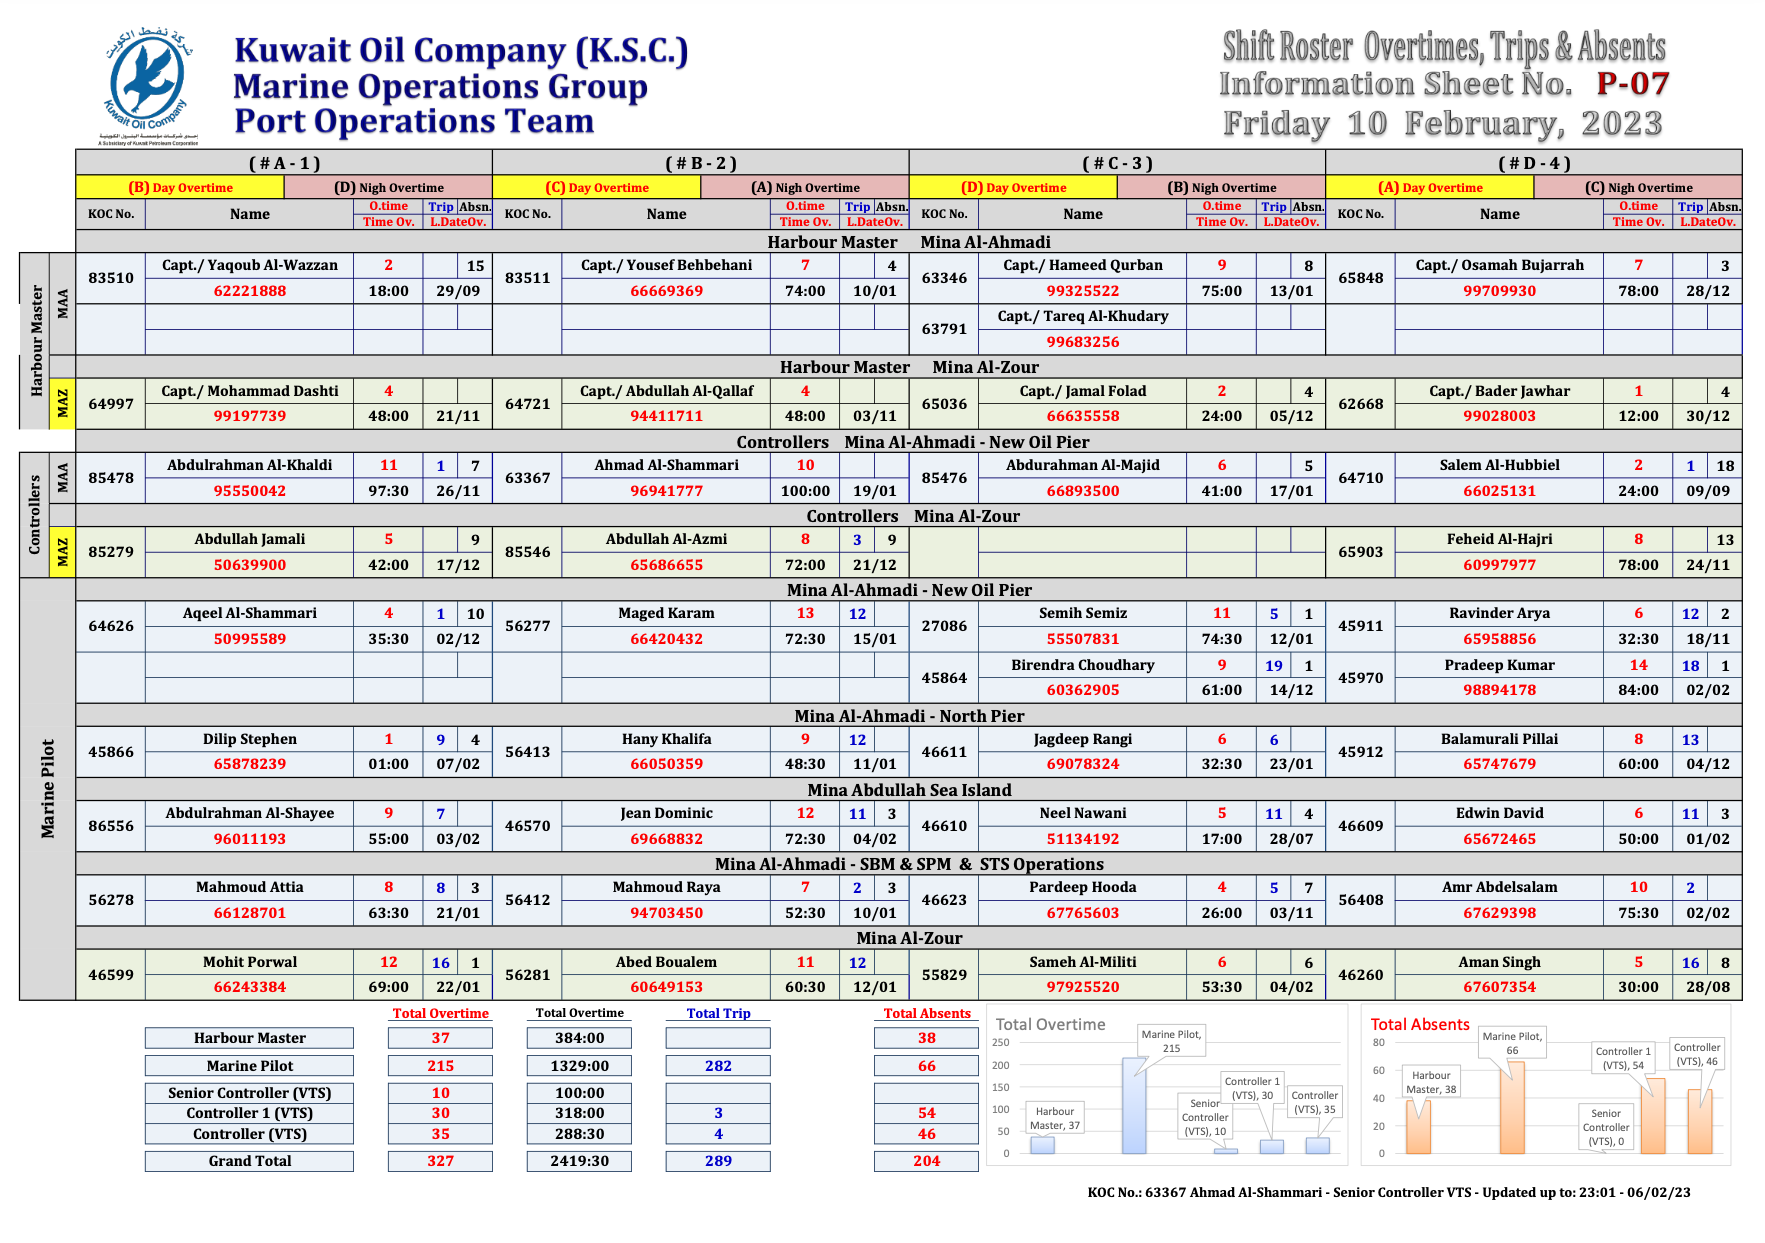 شركة نفط الكويت
Kuwait Oil Company
إحدى شركات مؤسسة البترول الكويتية
A Subsidiary of Kuwait Petroleum Corporation
Kuwait Oil Company (K.S.C.)
Marine Operations Group
Port Operations Team
Shift Roster Overtimes, Trips & Absents
Information Sheet No. P-07
Friday 10 February, 2023
( # A - 1 ) ( # B - 2 ) ( # C - 3 ) ( # D - 4 )
(B) Day Overtime (D) Nigh Overtime (C) Day Overtime (A) Nigh Overtime (D) Day Overtime (B) Nigh Overtime (A) Day Overtime (C) Nigh Overtime
KOC No. Name O.time Trip Absn. KOC No. Name O.time Trip Absn. KOC No. Name O.time Trip Absn. KOC No. Name O.time Trip Absn.
Time Ov. L.DateOv. Time Ov. L.DateOv. Time Ov. L.DateOv. Time Ov. L.DateOv.
Harbour Master Mina Al-Ahmadi
Harbour Master
MAA
83510 Capt./ Yaqoub Al-Wazzan 2 15 83511 Capt./ Yousef Behbehani 7 4 63346 Capt./ Hameed Qurban 9 8 65848 Capt./ Osamah Bujarrah 7 3
62221888 18:00 29/09 66669369 74:00 10/01 99325522 75:00 13/01 99709930 78:00 28/12
63791 Capt./ Tareq Al-Khudary
99683256
Harbour Master Mina Al-Zour
MAZ
64997 Capt./ Mohammad Dashti 4 64721 Capt./ Abdullah Al-Qallaf 4 65036 Capt./ Jamal Folad 2 4 62668 Capt./ Bader Jawhar 1 4
99197739 48:00 21/11 94411711 48:00 03/11 66635558 24:00 05/12 99028003 12:00 30/12
Controllers Mina Al-Ahmadi - New Oil Pier
Controllers
MAA
85478 Abdulrahman Al-Khaldi 11 1 7 63367 Ahmad Al-Shammari 10 85476 Abdurahman Al-Majid 6 5 64710 Salem Al-Hubbiel 2 1 18
95550042 97:30 26/11 96941777 100:00 19/01 66893500 41:00 17/01 66025131 24:00 09/09
Controllers Mina Al-Zour
MAZ
85279 Abdullah Jamali 5 9 85546 Abdullah Al-Azmi 8 3 9 65903 Feheid Al-Hajri 8 13
50639900 42:00 17/12 65686655 72:00 21/12 60997977 78:00 24/11
Mina Al-Ahmadi - New Oil Pier
Marine Pilot
64626 Aqeel Al-Shammari 4 1 10 56277 Maged Karam 13 12 27086 Semih Semiz 11 5 1 45911 Ravinder Arya 6 12 2
50995589 35:30 02/12 66420432 72:30 15/01 55507831 74:30 12/01 65958856 32:30 18/11
45864 Birendra Choudhary 9 19 1 45970 Pradeep Kumar 14 18 1
60362905 61:00 14/12 98894178 84:00 02/02
Mina Al-Ahmadi - North Pier
45866 Dilip Stephen 1 9 4 56413 Hany Khalifa 9 12 46611 Jagdeep Rangi 6 6 45912 Balamurali Pillai 8 13
65878239 01:00 07/02 66050359 48:30 11/01 69078324 32:30 23/01 65747679 60:00 04/12
Mina Abdullah Sea Island
86556 Abdulrahman Al-Shayee 9 7 46570 Jean Dominic 12 11 3 46610 Neel Nawani 5 11 4 46609 Edwin David 6 11 3
96011193 55:00 03/02 69668832 72:30 04/02 51134192 17:00 28/07 65672465 50:00 01/02
Mina Al-Ahmadi - SBM & SPM & STS Operations
56278 Mahmoud Attia 8 8 3 56412 Mahmoud Raya 7 2 3 46623 Pardeep Hooda 4 5 7 56408 Amr Abdelsalam 10 2
66128701 63:30 21/01 94703450 52:30 10/01 67765603 26:00 03/11 67629398 75:30 02/02
Mina Al-Zour
46599 Mohit Porwal 12 16 1 56281 Abed Boualem 11 12 55829 Sameh Al-Militi 6 6 46260 Aman Singh 5 16 8
66243384 69:00 22/01 60649153 60:30 12/01 97925520 53:30 04/02 67607354 30:00 28/08
Total Overtime Total Overtime Total Trip Total Absents
Harbour Master 37 384:00 38
Marine Pilot 215 1329:00 282 66
Senior Controller (VTS) 10 100:00
Controller 1 (VTS) 30 318:00 3 54
Controller (VTS) 35 288:30 4 46
Grand Total 327 2419:30 289 204
Total Overtime
250
200
150
100
50
0
Harbour
Master, 37
Marine Pilot,
215
Senior
Controller
(VTS), 10
Controller 1
(VTS), 30
Controller
(VTS), 35
Total Absents
80
60
40
20
0
Harbour
Master, 38
Marine Pilot,
66
Senior
Controller
(VTS), 0
Controller 1
(VTS), 54
Controller
(VTS), 46
KOC No.: 63367 Ahmad Al-Shammari - Senior Controller VTS - Updated up to: 23:01 - 06/02/23